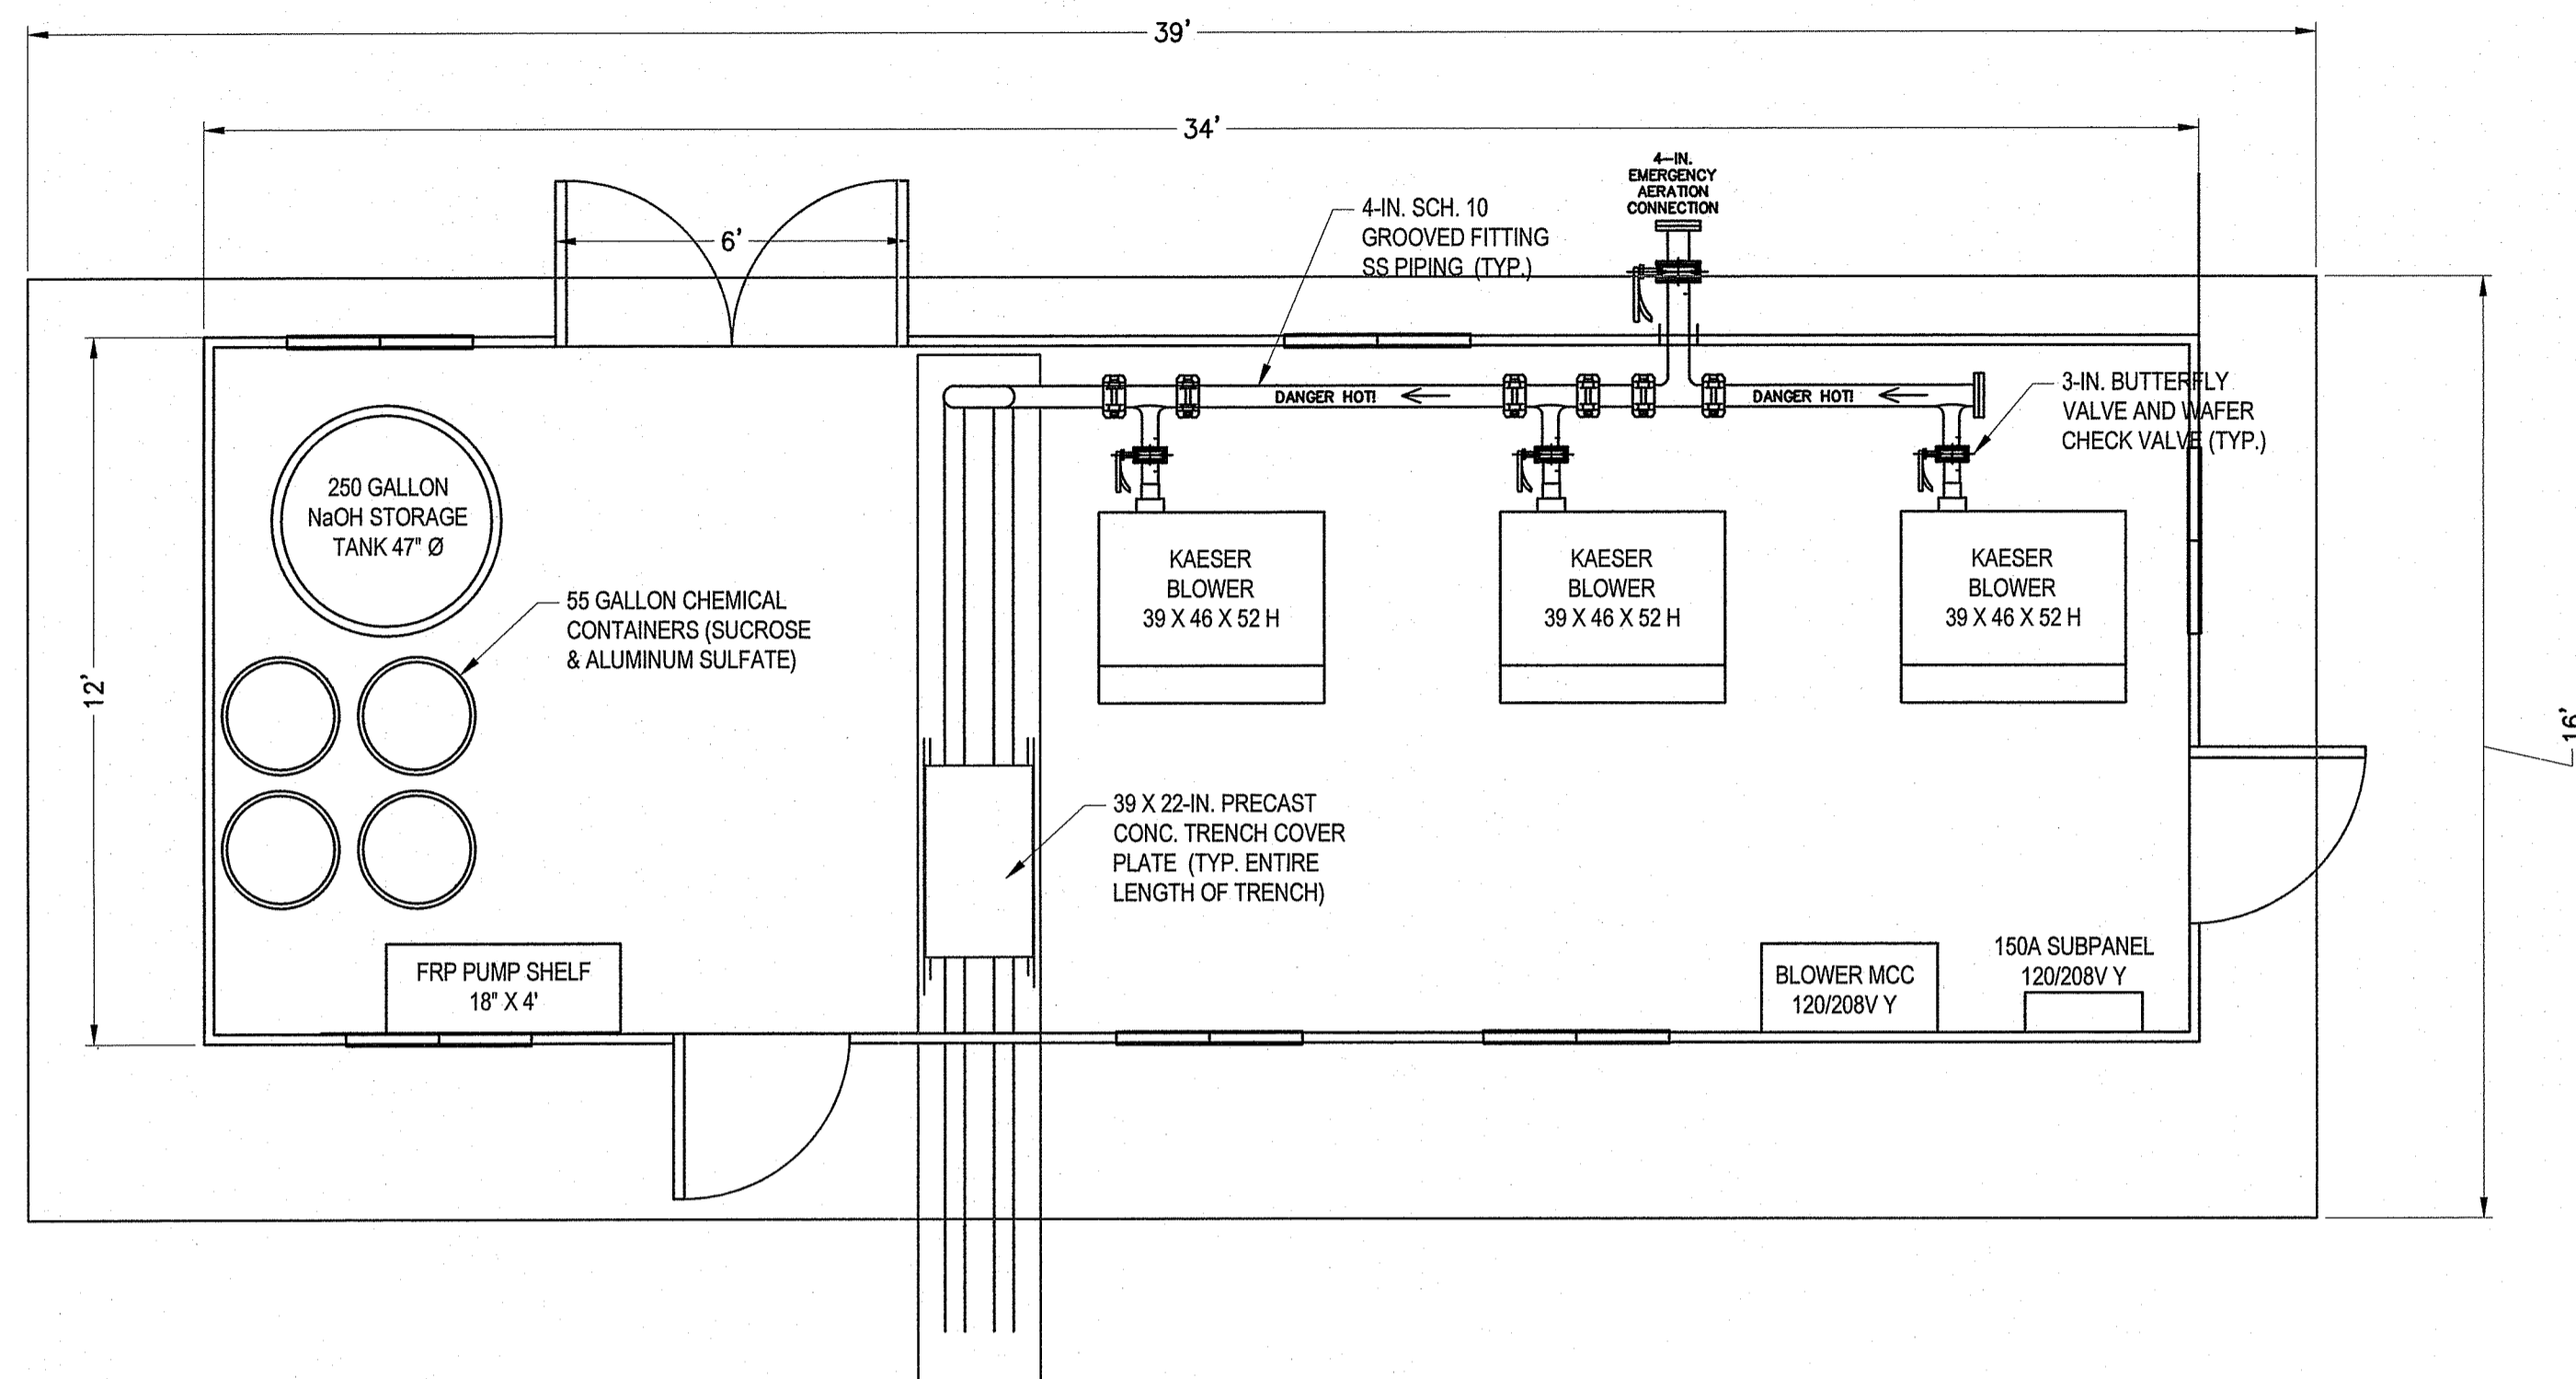 39'
34'
4-IN.
EMERGENCY
AERATION
CONNECTION
4-IN. SCH. 10
GROOVED FITTING
SS PIPING (TYP.)
6'
DANGER HOT!
DANGER HOT!
3-IN. BUTTERFLY
VALVE AND WAFER
CHECK VALVE (TYP.)
250 GALLON
NaOH STORAGE
TANK 47" Ø
KAESER
BLOWER
39 X 46 X 52 H
KAESER
BLOWER
39 X 46 X 52 H
KAESER
BLOWER
39 X 46 X 52 H
55 GALLON CHEMICAL
CONTAINERS (SUCROSE
& ALUMINUM SULFATE)
12'
16'
39 X 22-IN. PRECAST
CONC. TRENCH COVER
PLATE (TYP. ENTIRE
LENGTH OF TRENCH)
FRP PUMP SHELF
18" X 4'
BLOWER MCC
120/208V Y
150A SUBPANEL
120/208V Y